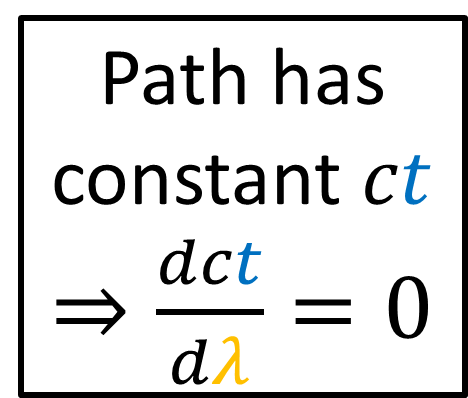 Path has
constant ct
⇒ dct/dλ = 0